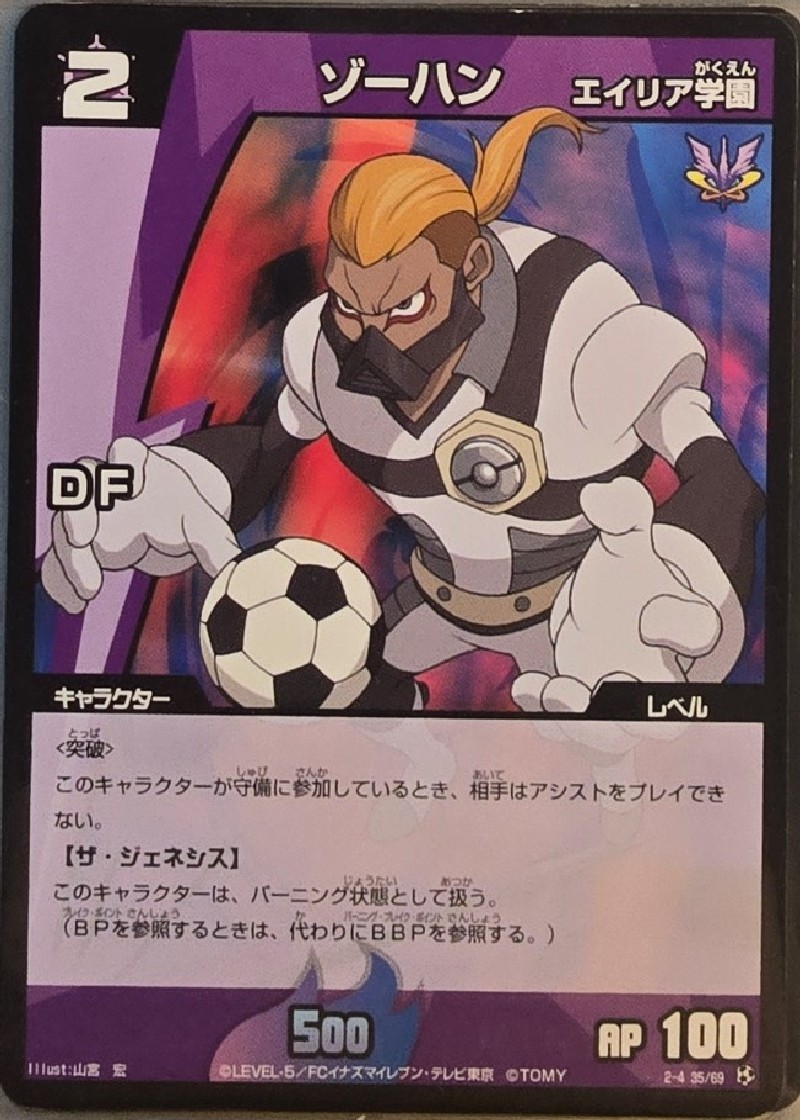 2
ゾーハン
がくえん
エイリア学園
DF
キャラクター
レベル
とっぱ
<突破>
しゅび さんか あいて
このキャラクターが守備に参加しているとき、相手はアシストをプレイでき
ない。
【ザ・ジェネシス】
じょうたい あつか
このキャラクターは、バーニング状態として扱う。
ブレイク・ポイント さんしょう か バーニング・ブレイク・ポイント さんしょう
(BPを参照するときは、代わりにBBPを参照する。)
500
AP 100
Illust:山宮 宏
©LEVEL-5/FCイナズマイレブン・テレビ東京 ©TOMY
2-4 35/69